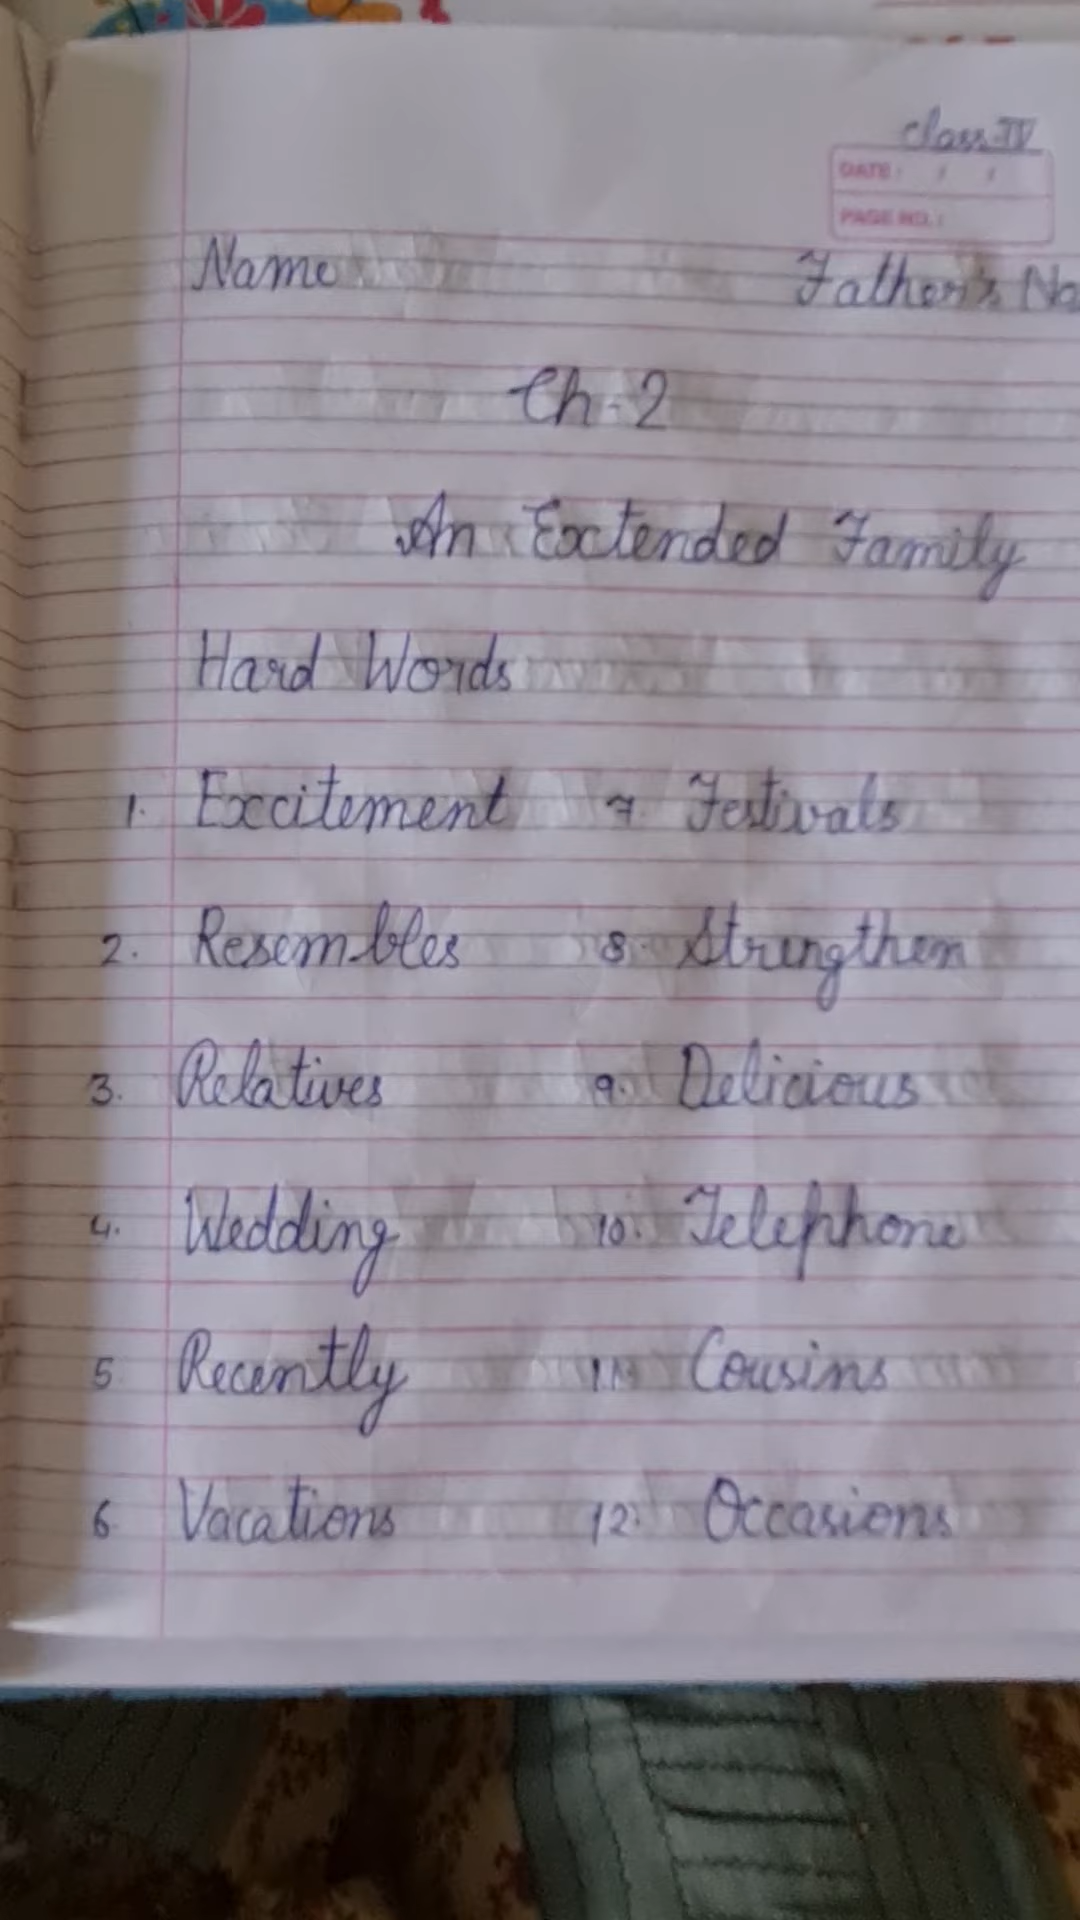 Class-IV
DATE: / /
PAGE NO.:
Name Father's Na
Ch-2
An Extended Family
Hard Words
1. Excitement 7. Festivals
2. Resembles 8. Strengthen
3. Relatives 9. Delicious
4. Wedding 10. Telephone
5 Recently 11. Cousins
6 Vacations 12. Occasions